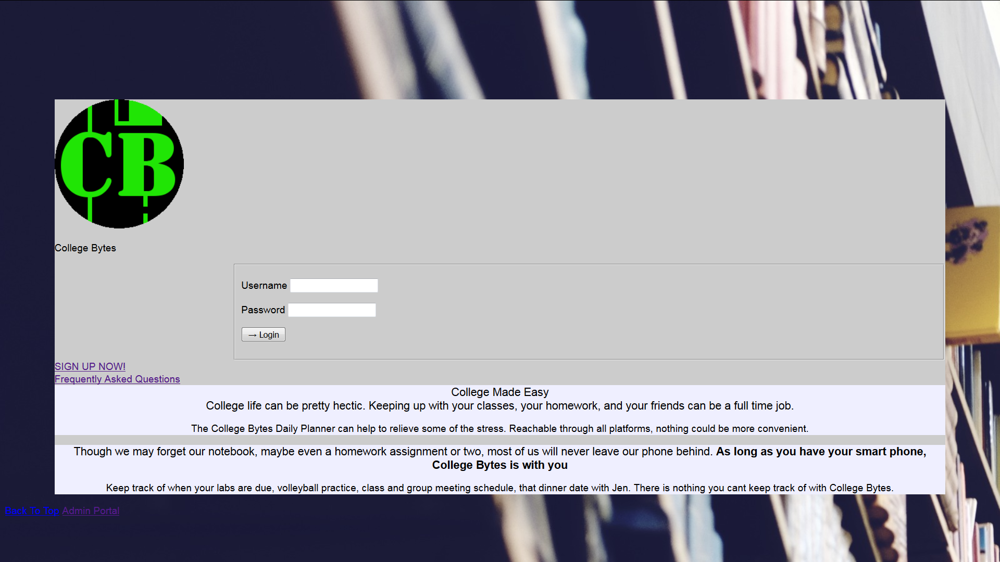 CB
College Bytes
Username
Password
→ Login
SIGN UP NOW!
Frequently Asked Questions
College Made Easy
College life can be pretty hectic. Keeping up with your classes, your homework, and your friends can be a full time job.
The College Bytes Daily Planner can help to relieve some of the stress. Reachable through all platforms, nothing could be more convenient.
Though we may forget our notebook, maybe even a homework assignment or two, most of us will never leave our phone behind. As long as you have your smart phone,
College Bytes is with you
Keep track of when your labs are due, volleyball practice, class and group meeting schedule, that dinner date with Jen. There is nothing you cant keep track of with College Bytes.
Back To Top Admin Portal